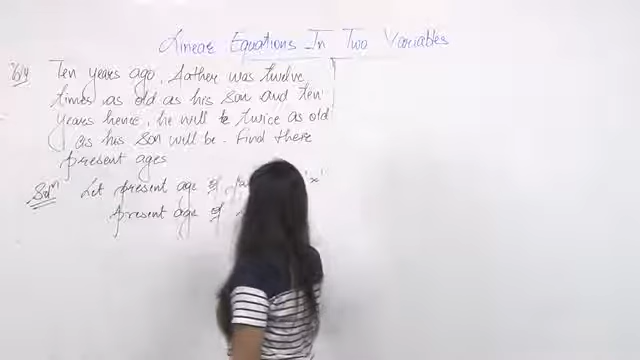 Linear Equations In Two Variables
Ten years ago, Father was twelve
times as old as his son and ten
years hence, he will be twice as old
as his son will be. Find there
present ages
Solⁿ Let present age of 'x'
present age of